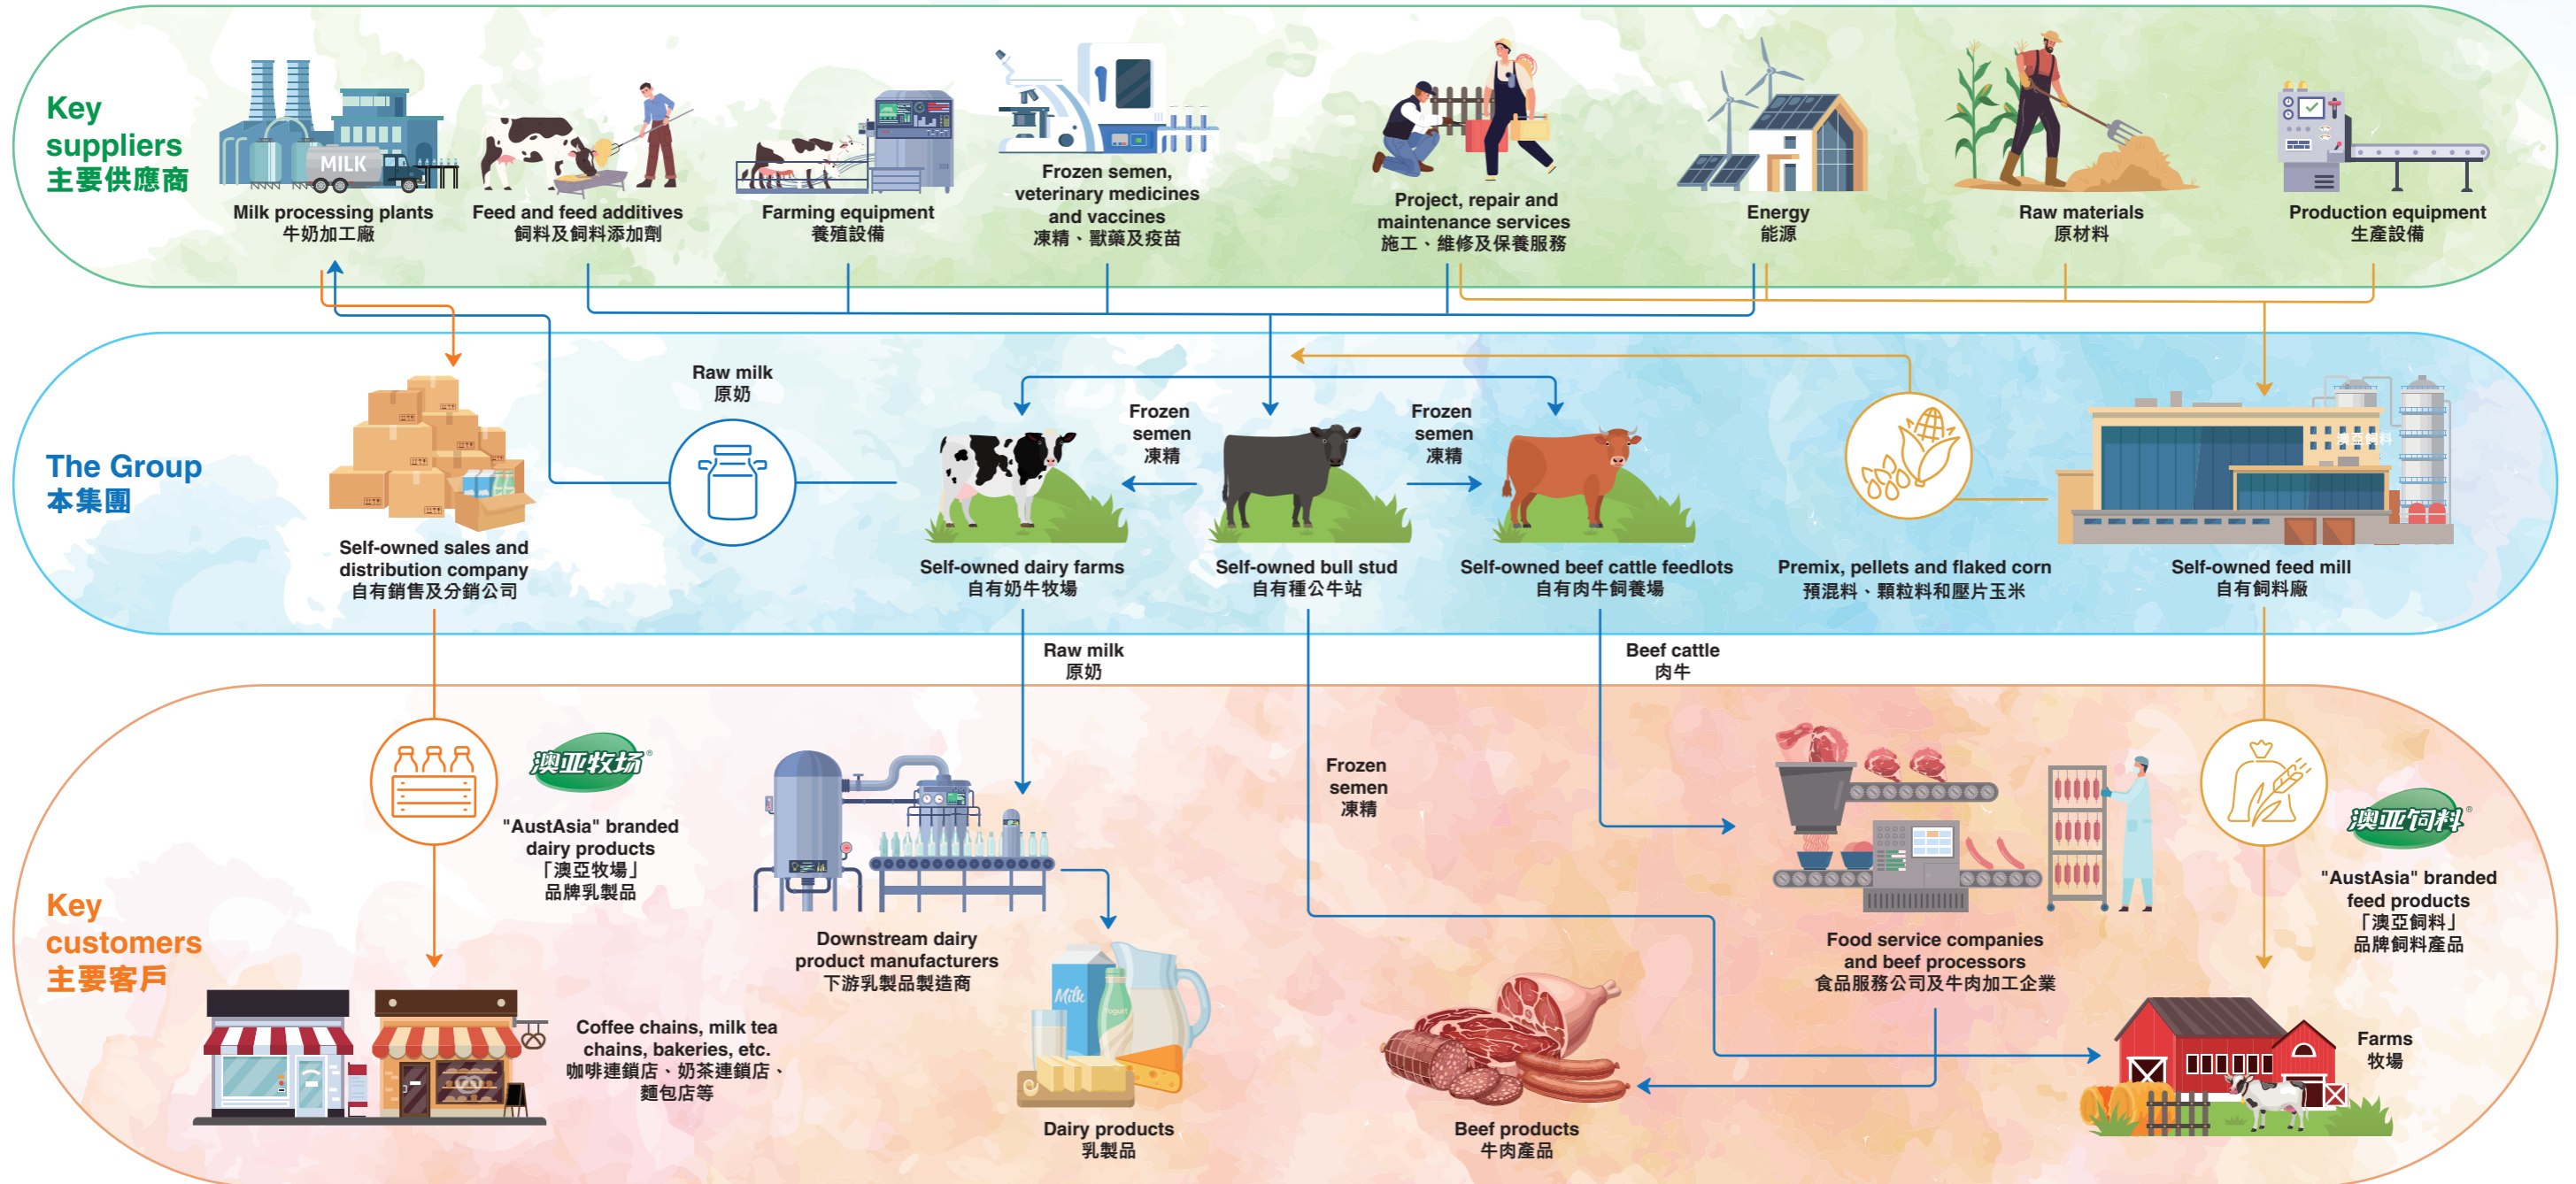 Key
suppliers
主要供應商
MILK
Milk processing plants
牛奶加工廠
Feed and feed additives
飼料及飼料添加劑
Farming equipment
養殖設備
Frozen semen,
veterinary medicines
and vaccines
凍精、獸藥及疫苗
Project, repair and
maintenance services
施工、維修及保養服務
Energy
能源
Raw materials
原材料
Production equipment
生產設備
The Group
本集團
Self-owned sales and
distribution company
自有銷售及分銷公司
Raw milk
原奶
Self-owned dairy farms
自有奶牛牧場
Frozen
semen
凍精
Self-owned bull stud
自有種公牛站
Frozen
semen
凍精
Self-owned beef cattle feedlots
自有肉牛飼養場
Premix, pellets and flaked corn
預混料、顆粒料和壓片玉米
澳亞飼料
Self-owned feed mill
自有飼料廠
Raw milk
原奶
Beef cattle
肉牛
Key
customers
主要客戶
澳亚牧场®
"AustAsia" branded
dairy products
「澳亞牧場」
品牌乳製品
Coffee chains, milk tea
chains, bakeries, etc.
咖啡連鎖店、奶茶連鎖店、
麵包店等
Downstream dairy
product manufacturers
下游乳製品製造商
Milk
Yogurt
Dairy products
乳製品
Frozen
semen
凍精
Beef products
牛肉產品
Food service companies
and beef processors
食品服務公司及牛肉加工企業
澳亚饲料®
"AustAsia" branded
feed products
「澳亞飼料」
品牌飼料產品
Farms
牧場